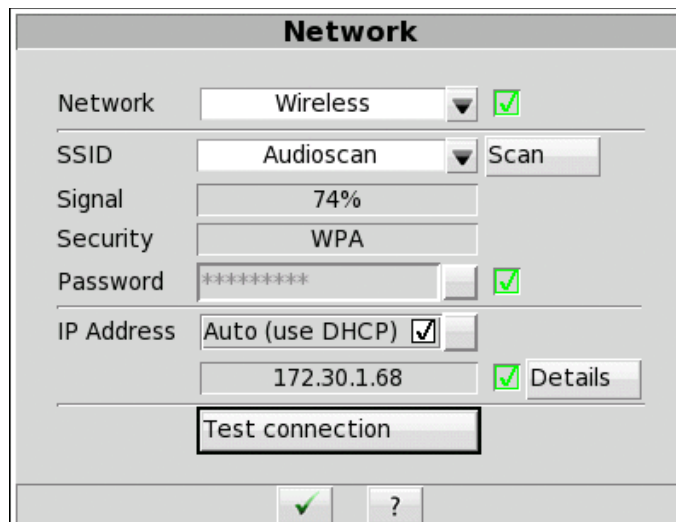 Network
Network Wireless
SSID Audioscan Scan
Signal 74%
Security WPA
Password *********
IP Address Auto (use DHCP)
172.30.1.68 Details
Test connection
?